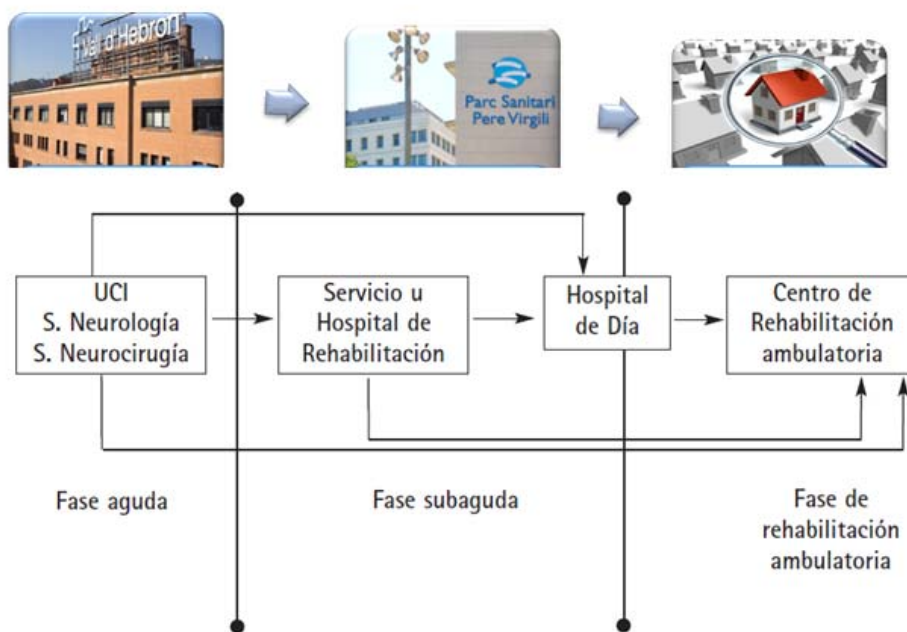 Vall d'Hebron
Parc Sanitari
Pere Virgili
UCI
S. Neurología
S. Neurocirugía
Servicio u
Hospital de
Rehabilitación
Hospital
de Día
Centro de
Rehabilitación
ambulatoria
Fase aguda
Fase subaguda
Fase de
rehabilitación
ambulatoria